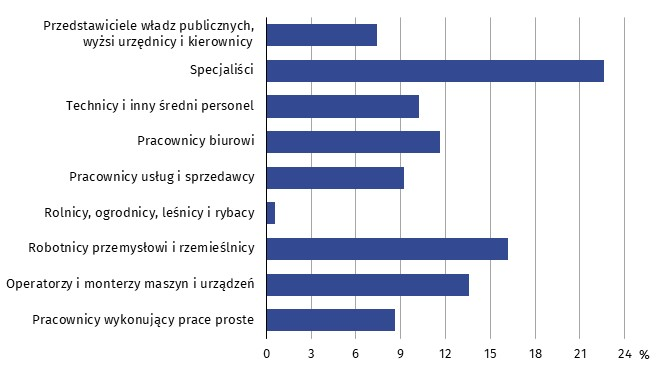 Przedstawiciele władz publicznych,
wyżsi urzędnicy i kierownicy
Specjaliści
Technicy i inny średni personel
Pracownicy biurowi
Pracownicy usług i sprzedawcy
Rolnicy, ogrodnicy, leśnicy i rybacy
Robotnicy przemysłowi i rzemieślnicy
Operatorzy i monterzy maszyn i urządzeń
Pracownicy wykonujący prace proste
0 3 6 9 12 15 18 21 24 %